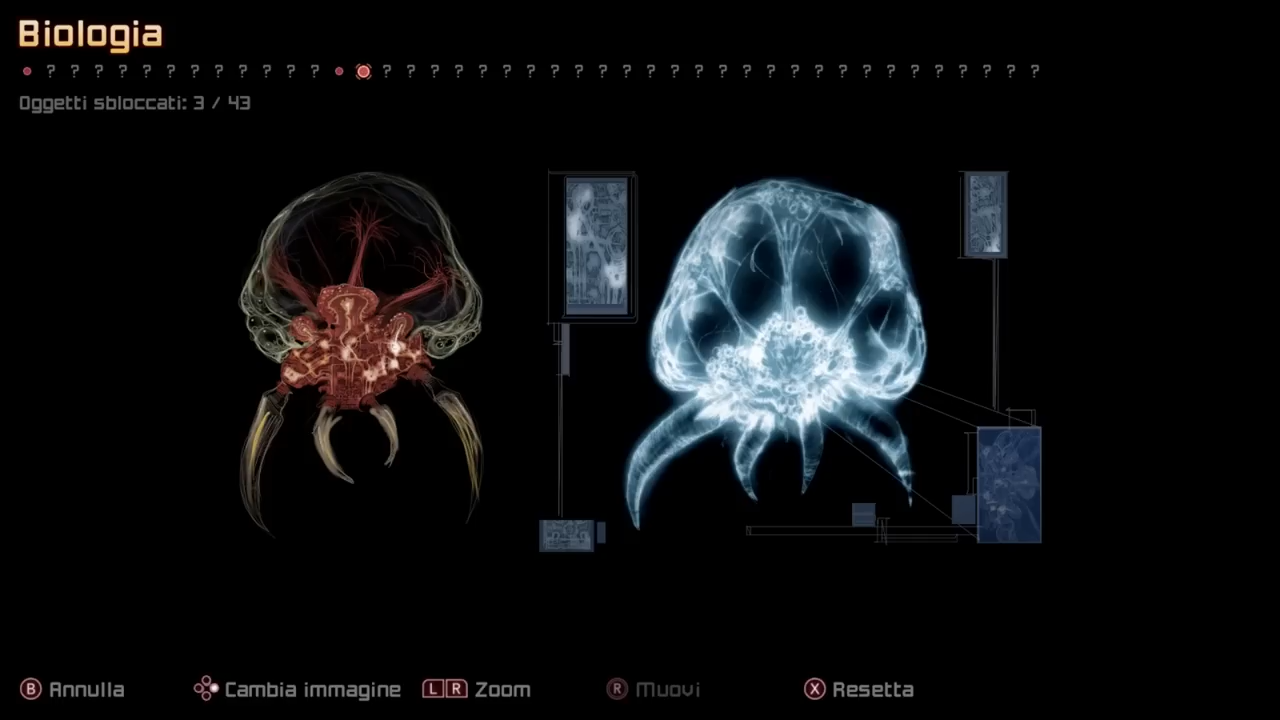 Biologia
? ? ? ? ? ? ? ? ? ? ? ? ? ? ? ? ? ? ? ? ? ? ? ? ? ? ? ? ? ? ? ? ? ? ? ? ? ? ? ?
Oggetti sbloccati: 3 / 43
B Annulla Cambia immagine L R Zoom R Muovi X Resetta